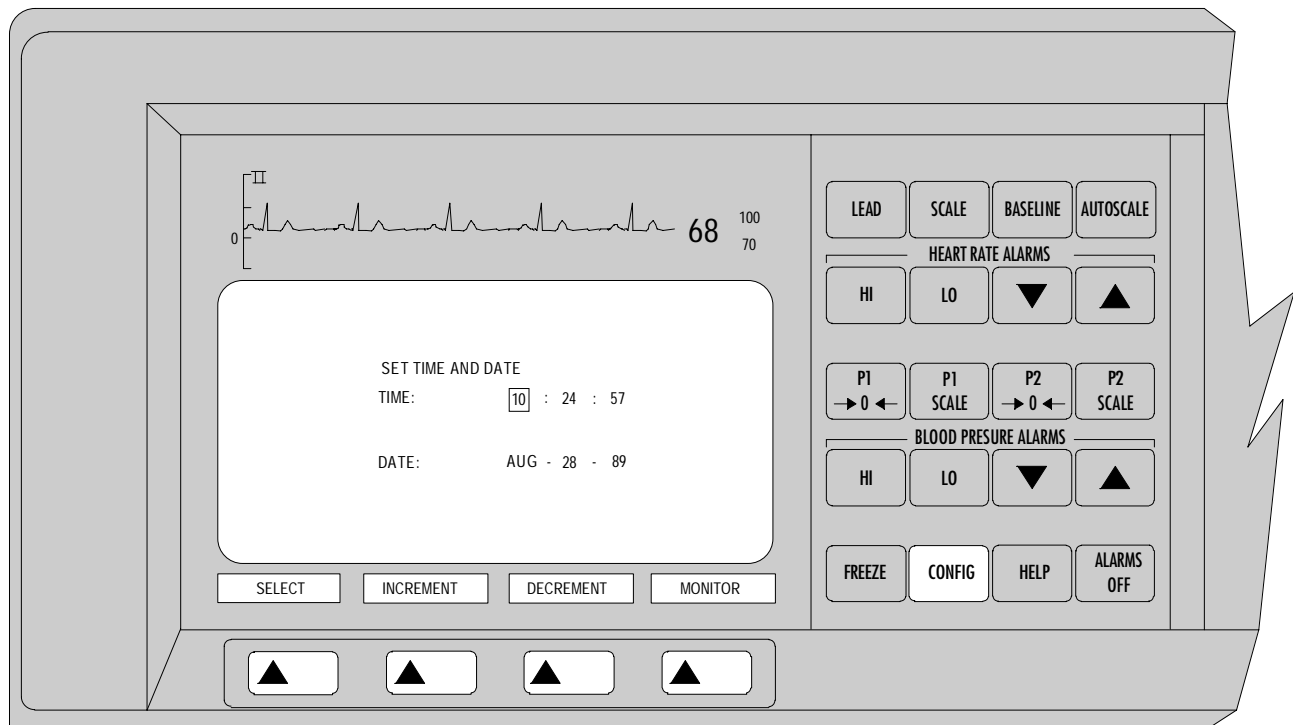 II
0
68
100
70
SET TIME AND DATE
TIME: 10 : 24 : 57
DATE: AUG - 28 - 89
SELECT INCREMENT DECREMENT MONITOR
LEAD SCALE BASELINE AUTOSCALE
HEART RATE ALARMS
HI LO
P1 →0← P1 SCALE P2 →0← P2 SCALE
BLOOD PRESURE ALARMS
HI LO
FREEZE CONFIG HELP ALARMS OFF